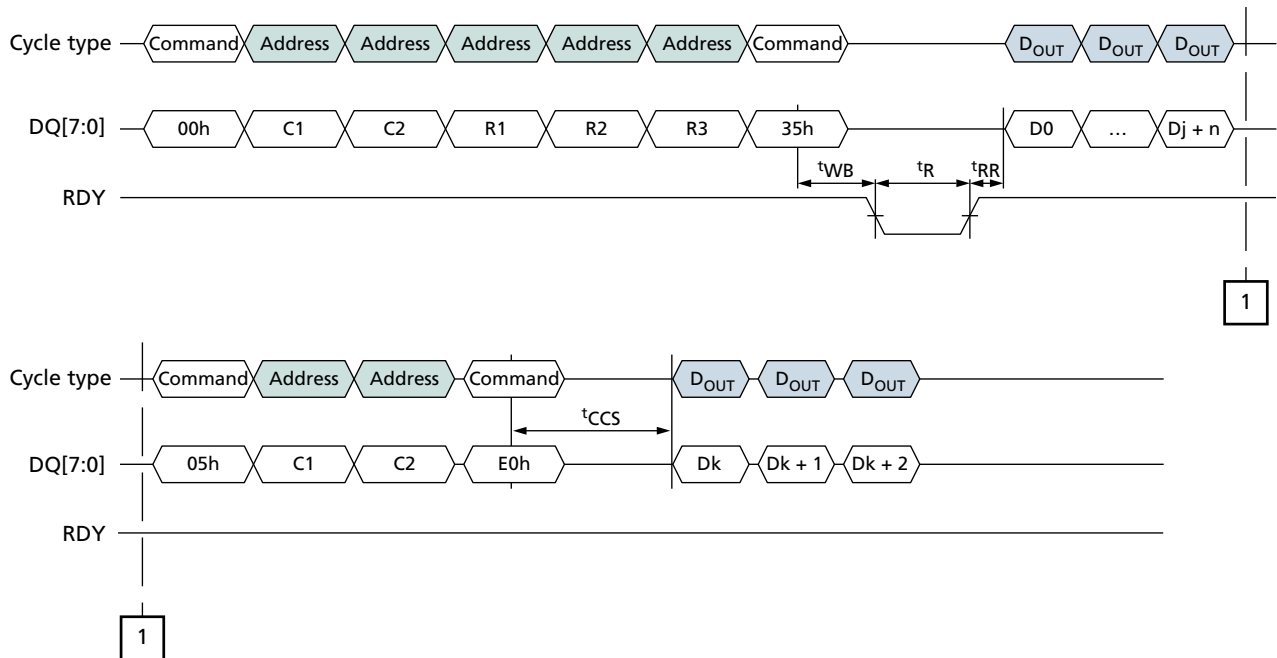 Cycle type Command Address Address Address Address Address Command DOUT DOUT DOUT
DQ[7:0] 00h C1 C2 R1 R2 R3 35h D0 … Dj + n
tWB tR tRR
RDY
1
Cycle type Command Address Address Command DOUT DOUT DOUT
tCCS
DQ[7:0] 05h C1 C2 E0h Dk Dk + 1 Dk + 2
RDY
1